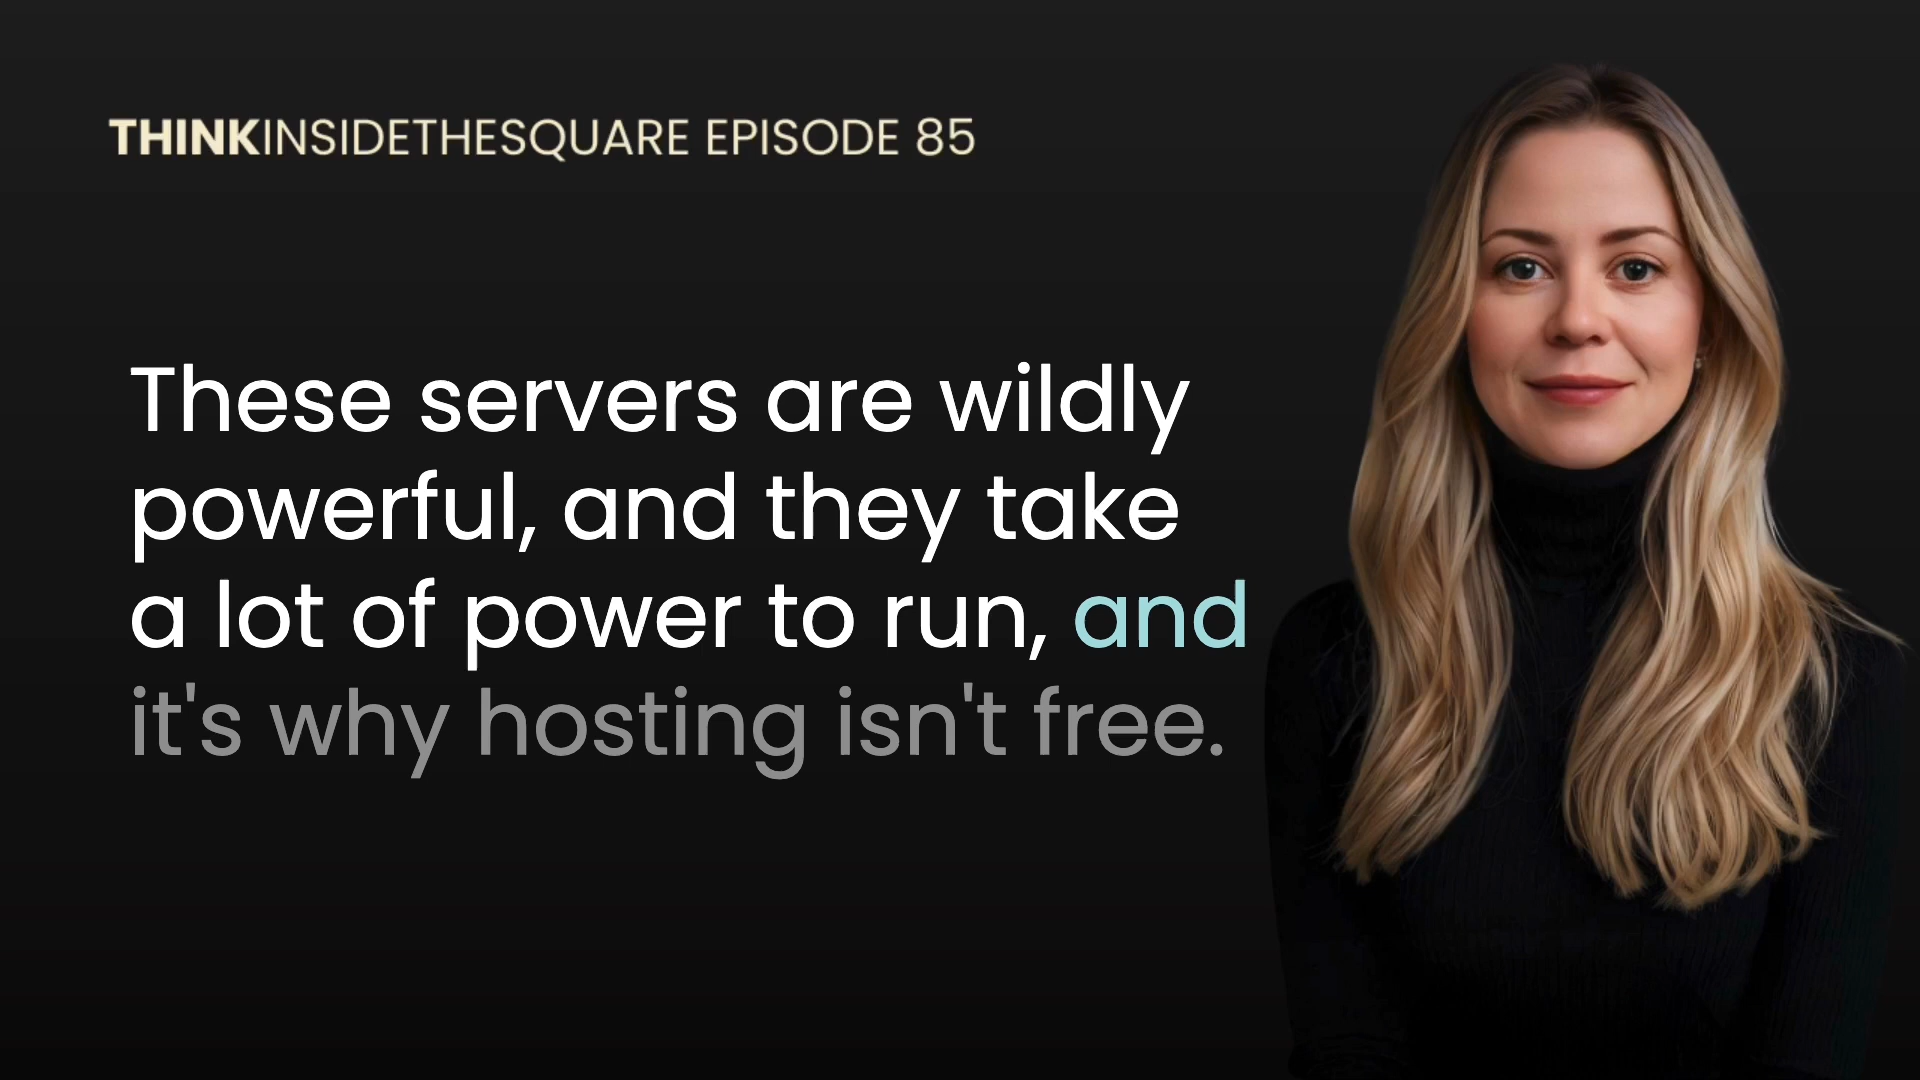 THINKINSIDETHESQUARE EPISODE 85
These servers are wildly
powerful, and they take
a lot of power to run, and
it's why hosting isn't free.